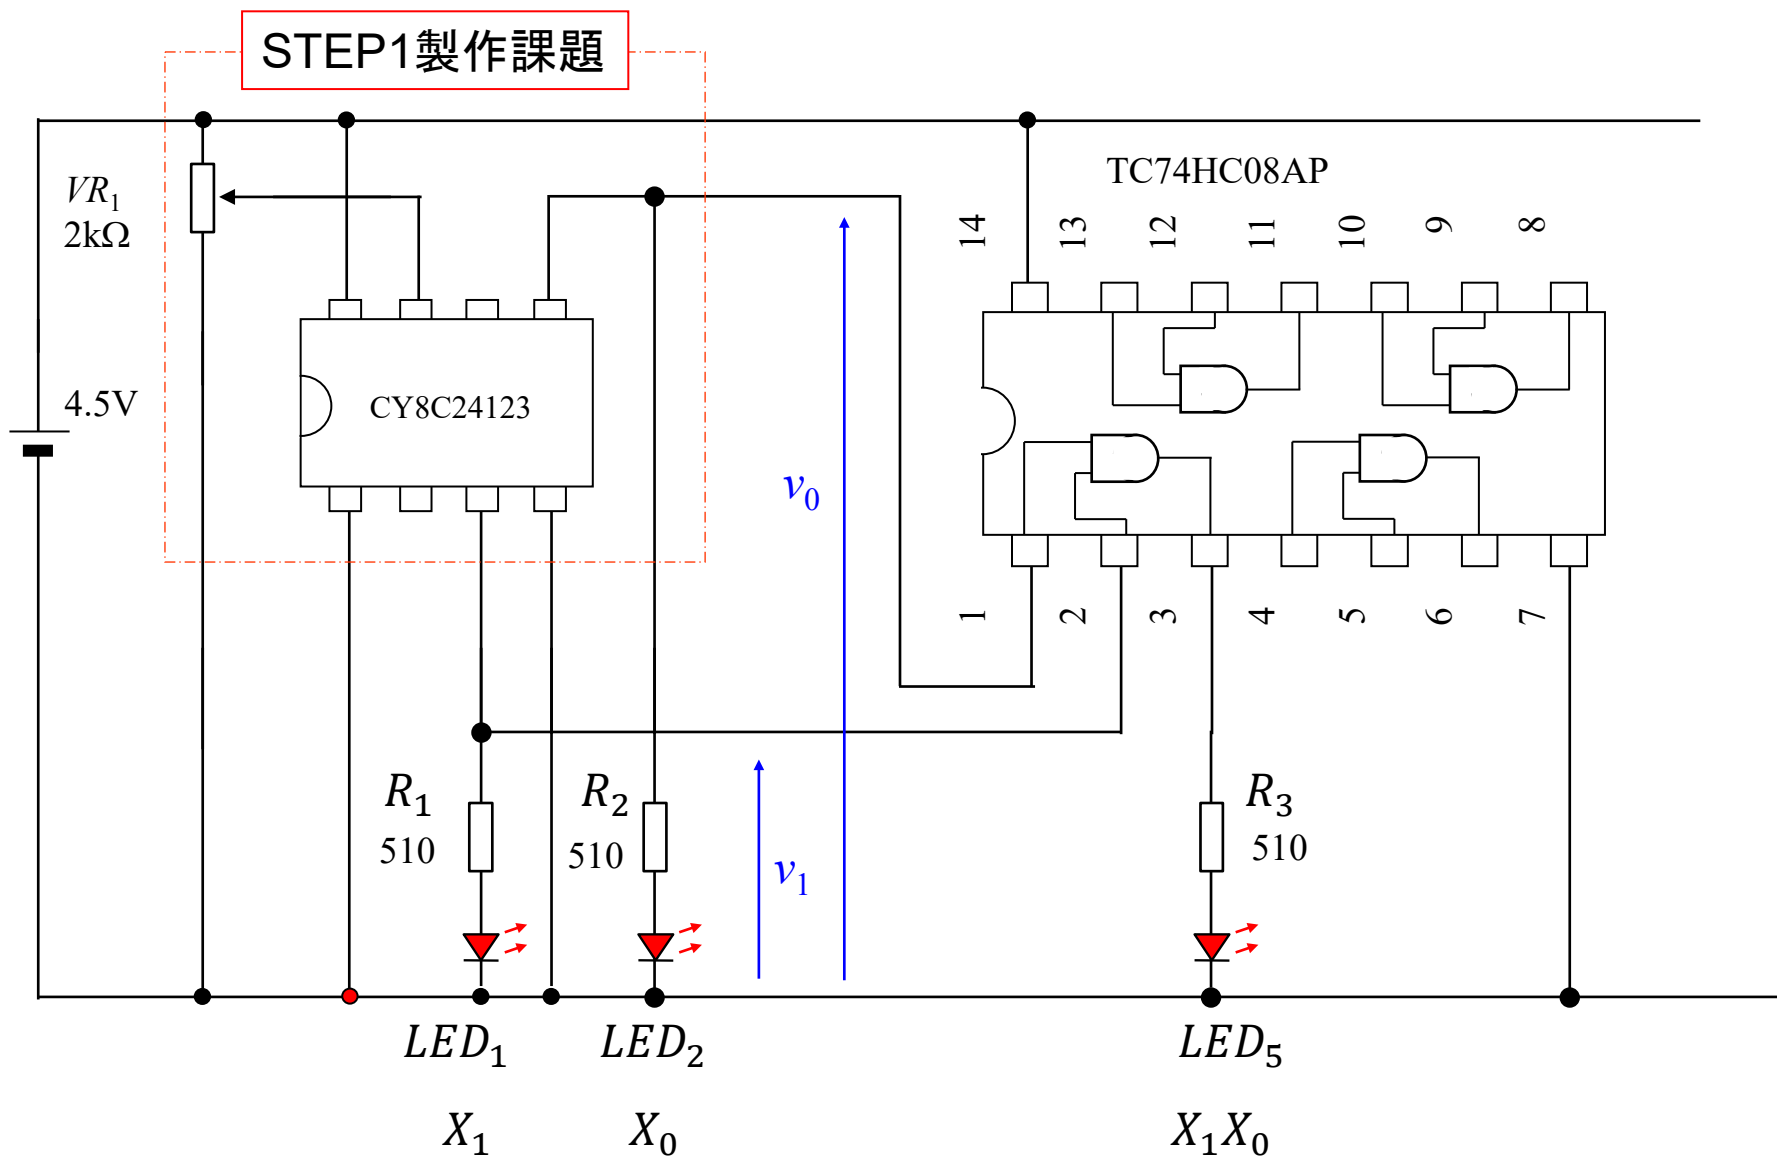 STEP1製作課題
TC74HC08AP
VR₁
2kΩ
14 13 12 11 10 9 8
4.5V
CY8C24123
v₀
1 2 3 4 5 6 7
R₁
510
R₂
510
v₁
R₃
510
LED₁ LED₂ LED₅
X₁ X₀ X₁X₀